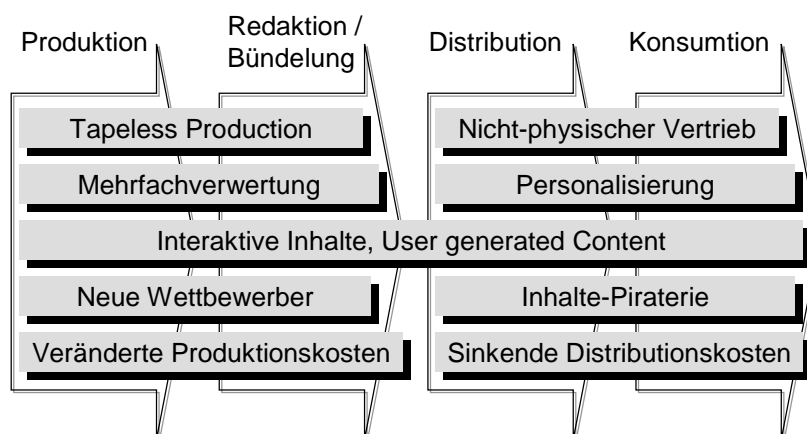 Produktion
Redaktion /
Bündelung
Distribution
Konsumtion
Tapeless Production
Nicht-physischer Vertrieb
Mehrfachverwertung
Personalisierung
Interaktive Inhalte, User generated Content
Neue Wettbewerber
Inhalte-Piraterie
Veränderte Produktionskosten
Sinkende Distributionskosten